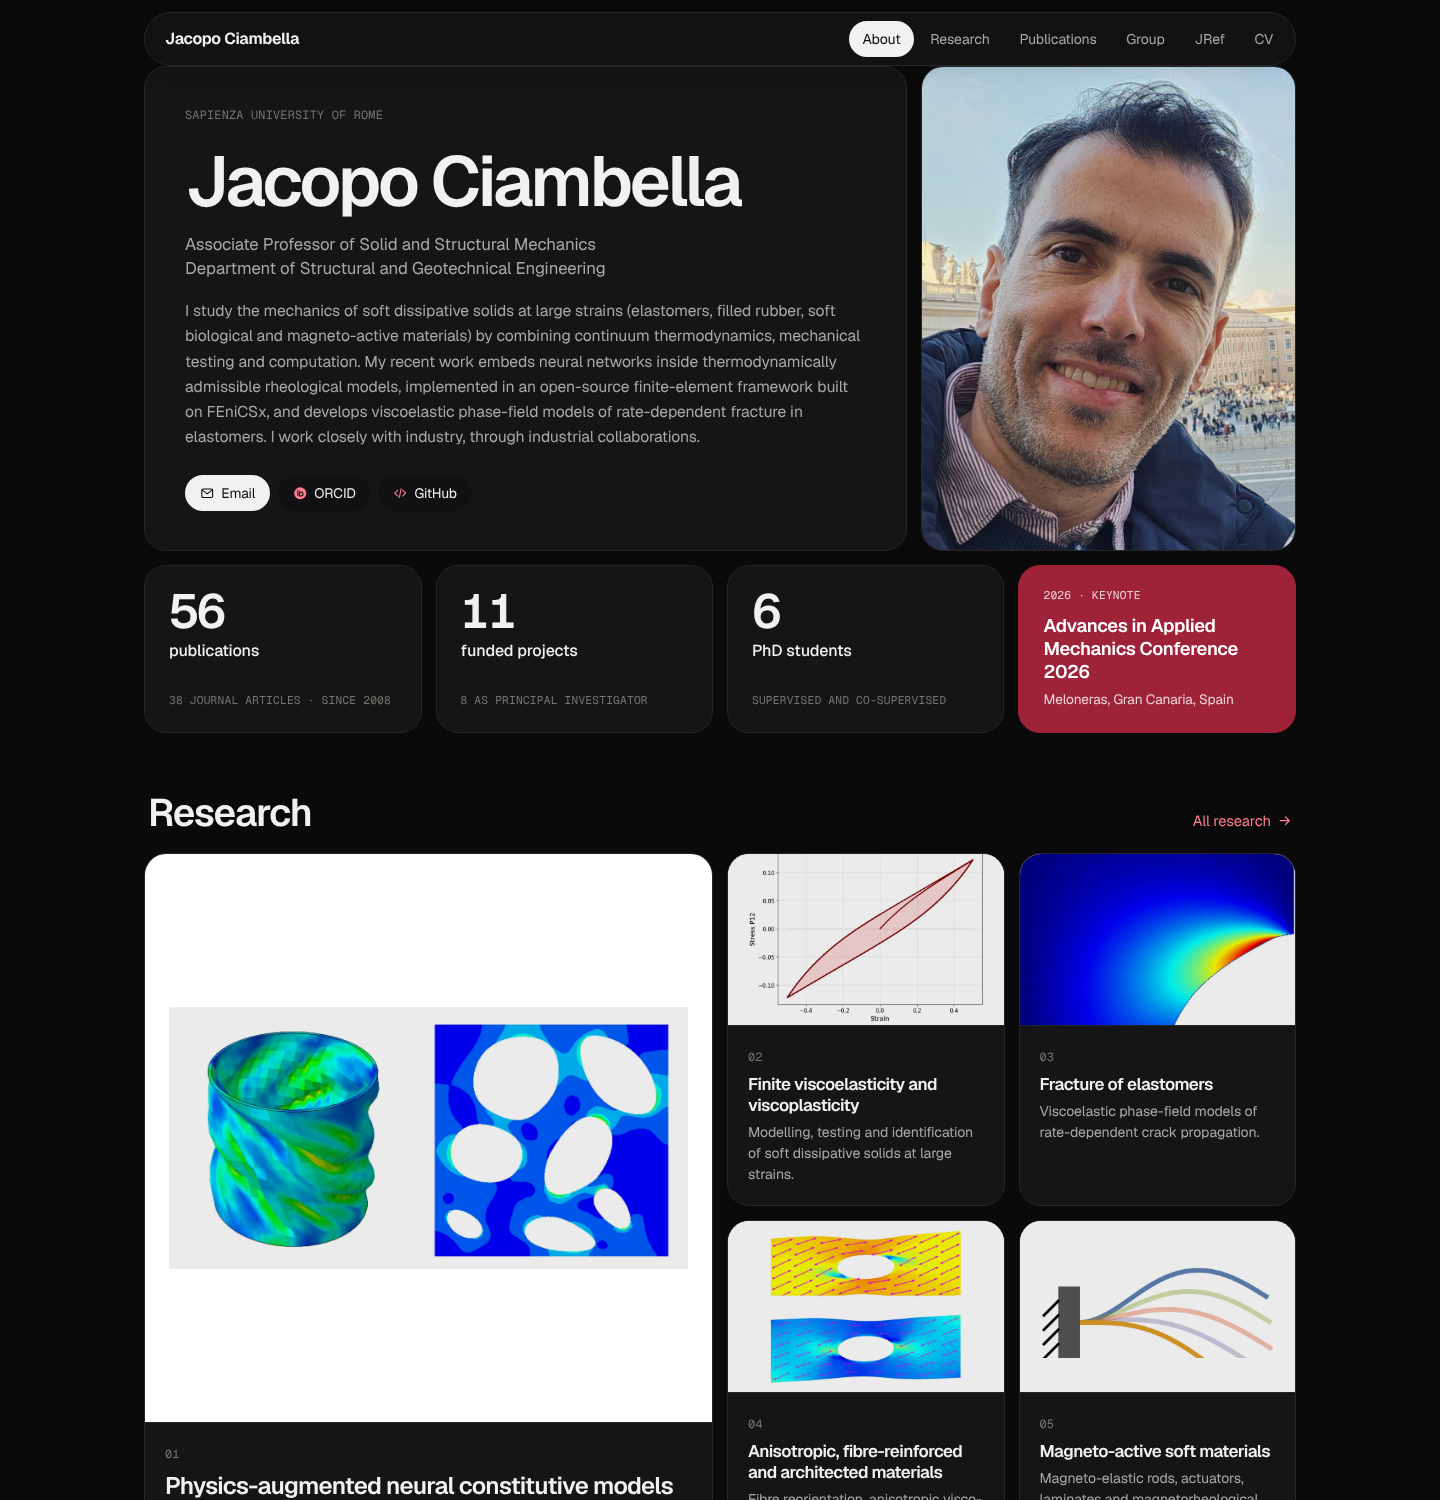 Jacopo Ciambella
About
Research
Publications
Group
JRef
CV
SAPIENZA UNIVERSITY OF ROME
Jacopo Ciambella
Associate Professor of Solid and Structural Mechanics
Department of Structural and Geotechnical Engineering
I study the mechanics of soft dissipative solids at large strains (elastomers, filled rubber, soft
biological and magneto-active materials) by combining continuum thermodynamics, mechanical
testing and computation. My recent work embeds neural networks inside thermodynamically
admissible rheological models, implemented in an open-source finite-element framework built
on FEniCSx, and develops viscoelastic phase-field models of rate-dependent fracture in
elastomers. I work closely with industry, through industrial collaborations.
Email
ORCID
GitHub
56
publications
38 JOURNAL ARTICLES · SINCE 2008
11
funded projects
8 AS PRINCIPAL INVESTIGATOR
6
PhD students
SUPERVISED AND CO-SUPERVISED
2026 · KEYNOTE
Advances in Applied
Mechanics Conference
2026
Meloneras, Gran Canaria, Spain
Research
All research →
01
Physics-augmented neural constitutive models
0.10
0.05
0.00
−0.05
−0.10
Stress P12
−0.4
−0.2
0.0
0.2
0.4
Strain
02
Finite viscoelasticity and
viscoplasticity
Modelling, testing and identification
of soft dissipative solids at large
strains.
03
Fracture of elastomers
Viscoelastic phase-field models of
rate-dependent crack propagation.
04
Anisotropic, fibre-reinforced
and architected materials
Fibre reorientation, anisotropic visco-
05
Magneto-active soft materials
Magneto-elastic rods, actuators,
laminates and magnetorheological